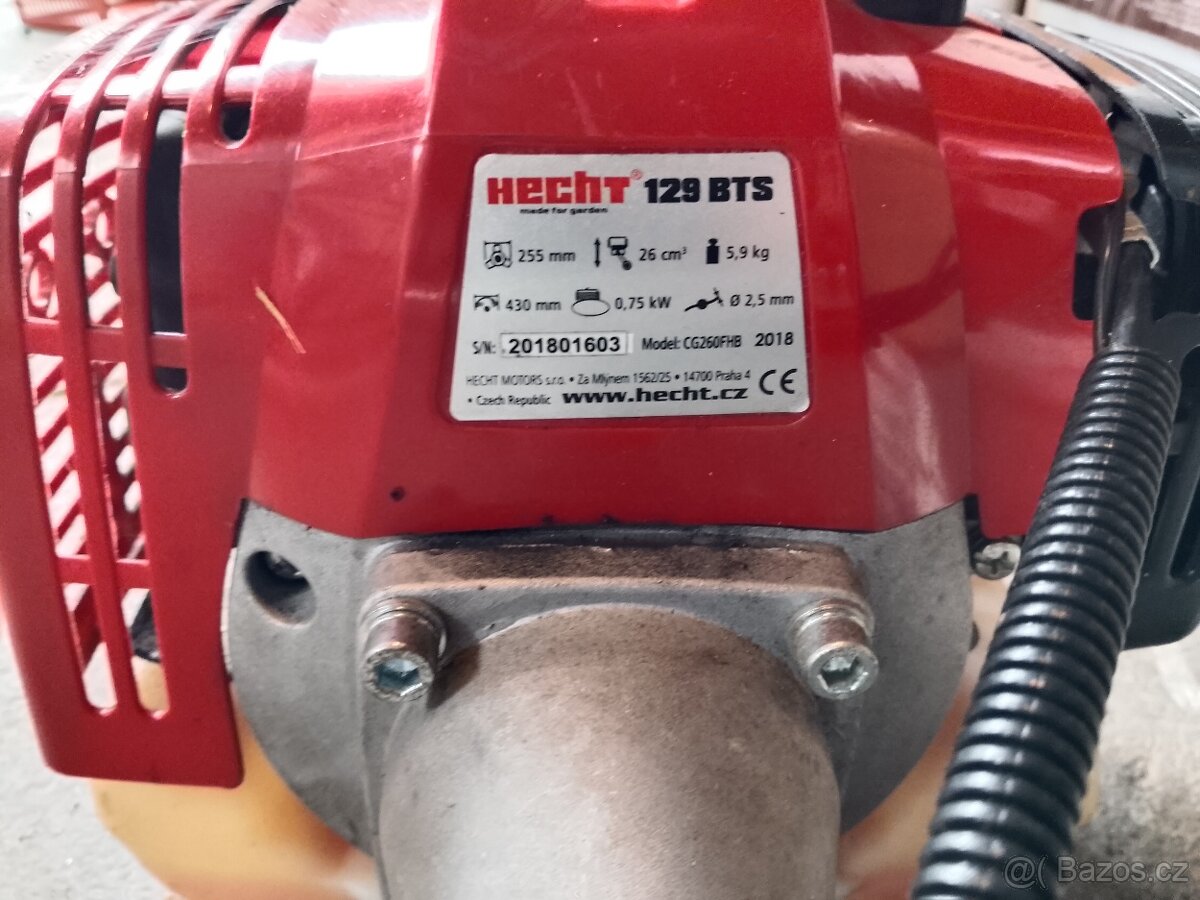 HECHT® 129 BTS
made for garden
255 mm 26 cm³ 5,9 kg
430 mm 0,75 kW Ø 2,5 mm
S/N: 201801603 Model: CG260FHB 2018
HECHT MOTORS s.r.o. • Za Mlýnem 1562/25 • 14700 Praha 4 CE
• Czech Republic www.hecht.cz
@( Bazos.cz